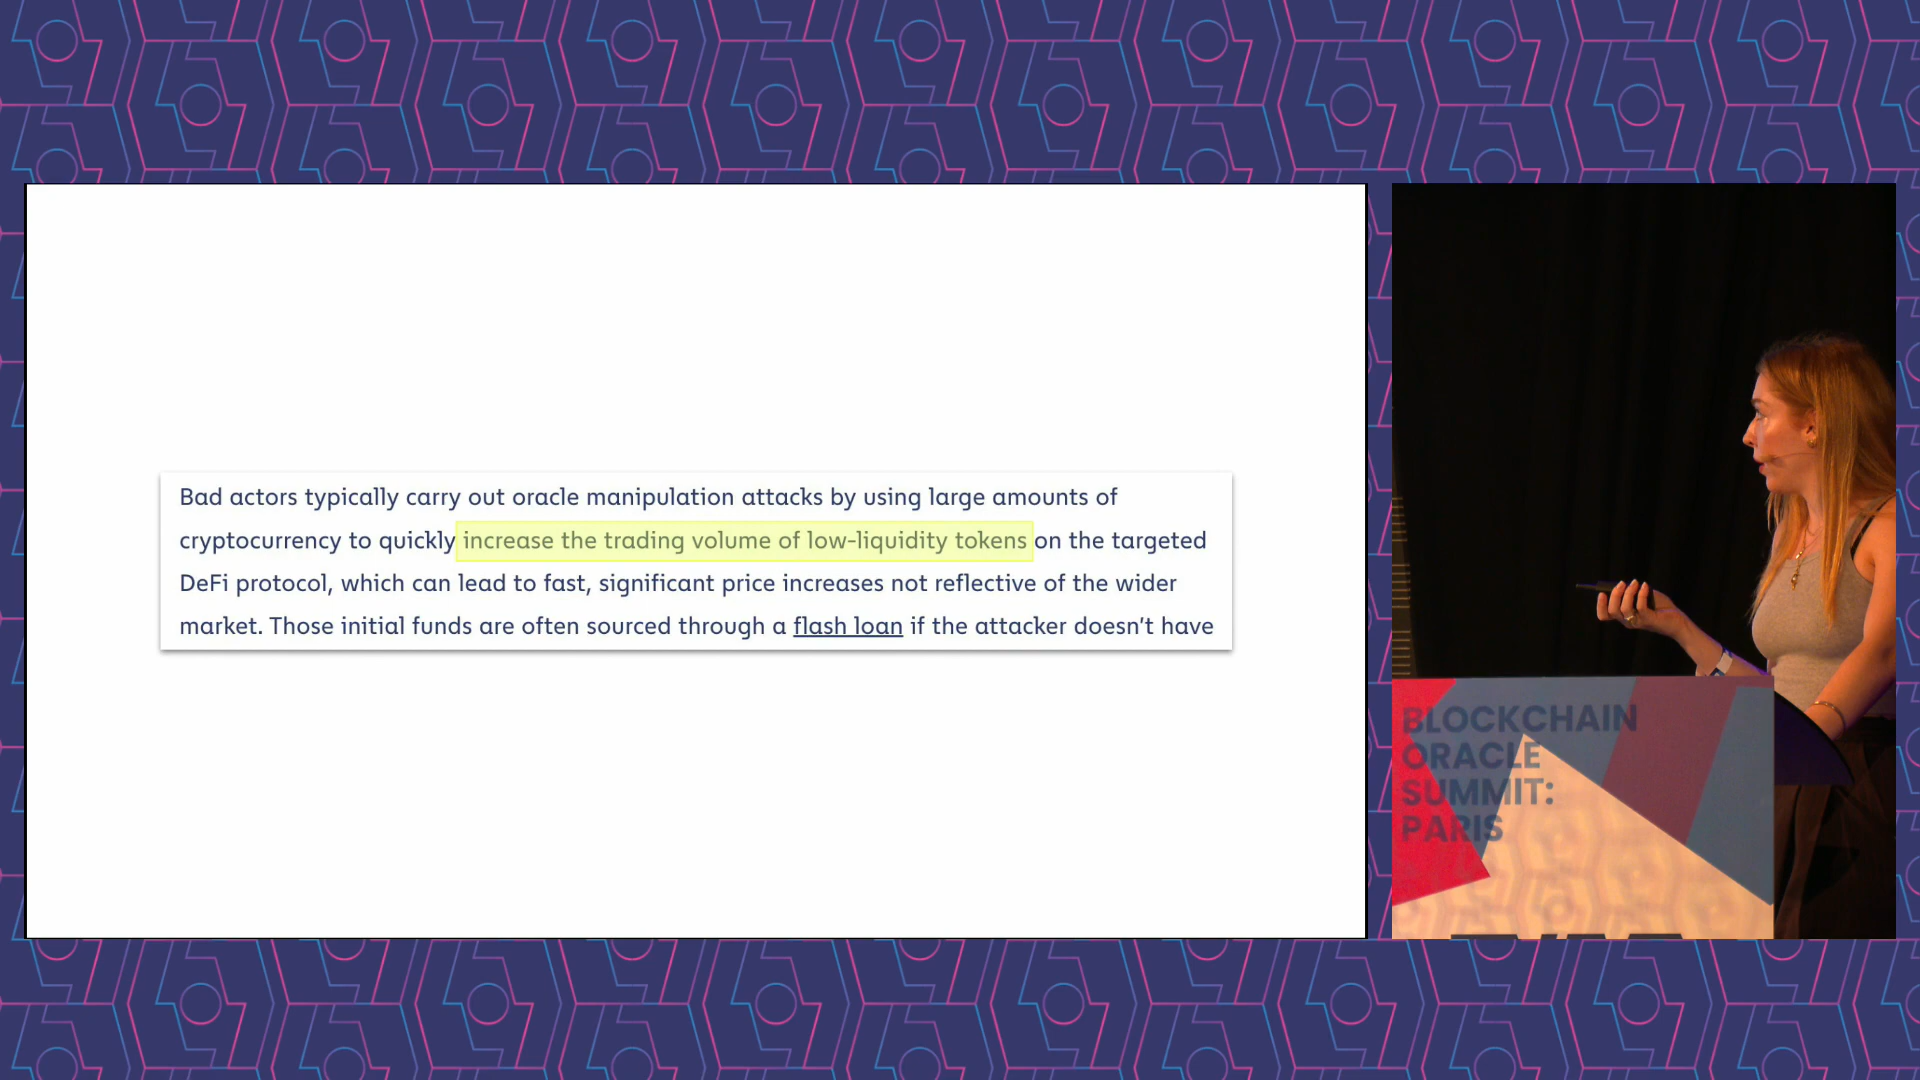 Bad actors typically carry out oracle manipulation attacks by using large amounts of
cryptocurrency to quickly increase the trading volume of low-liquidity tokens on the targeted
DeFi protocol, which can lead to fast, significant price increases not reflective of the wider
market. Those initial funds are often sourced through a flash loan if the attacker doesn't have
BLOCKCHAIN
ORACLE
SUMMIT:
PARIS